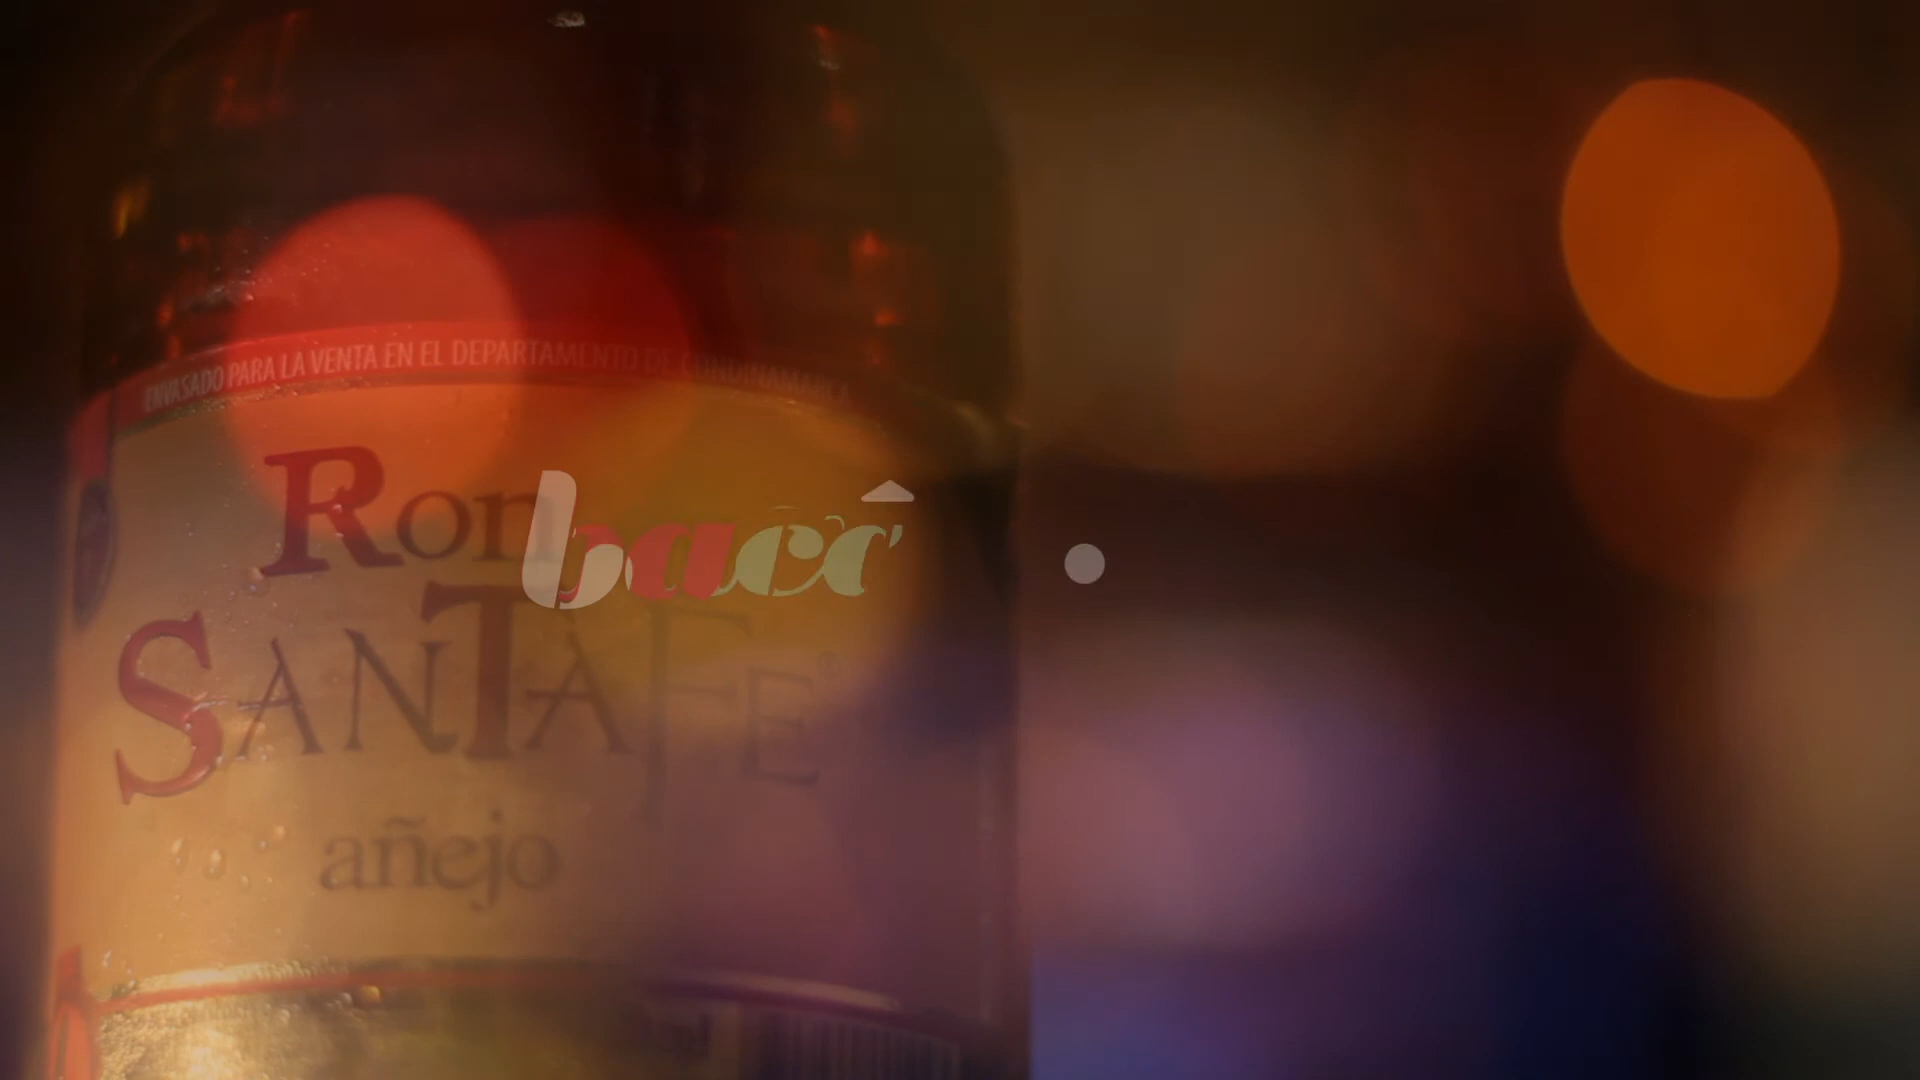 ENVASADO PARA LA VENTA EN EL DEPARTAMENTO DE CUNDINAMARCA
Ron
SANTAFE®
añejo
bacô